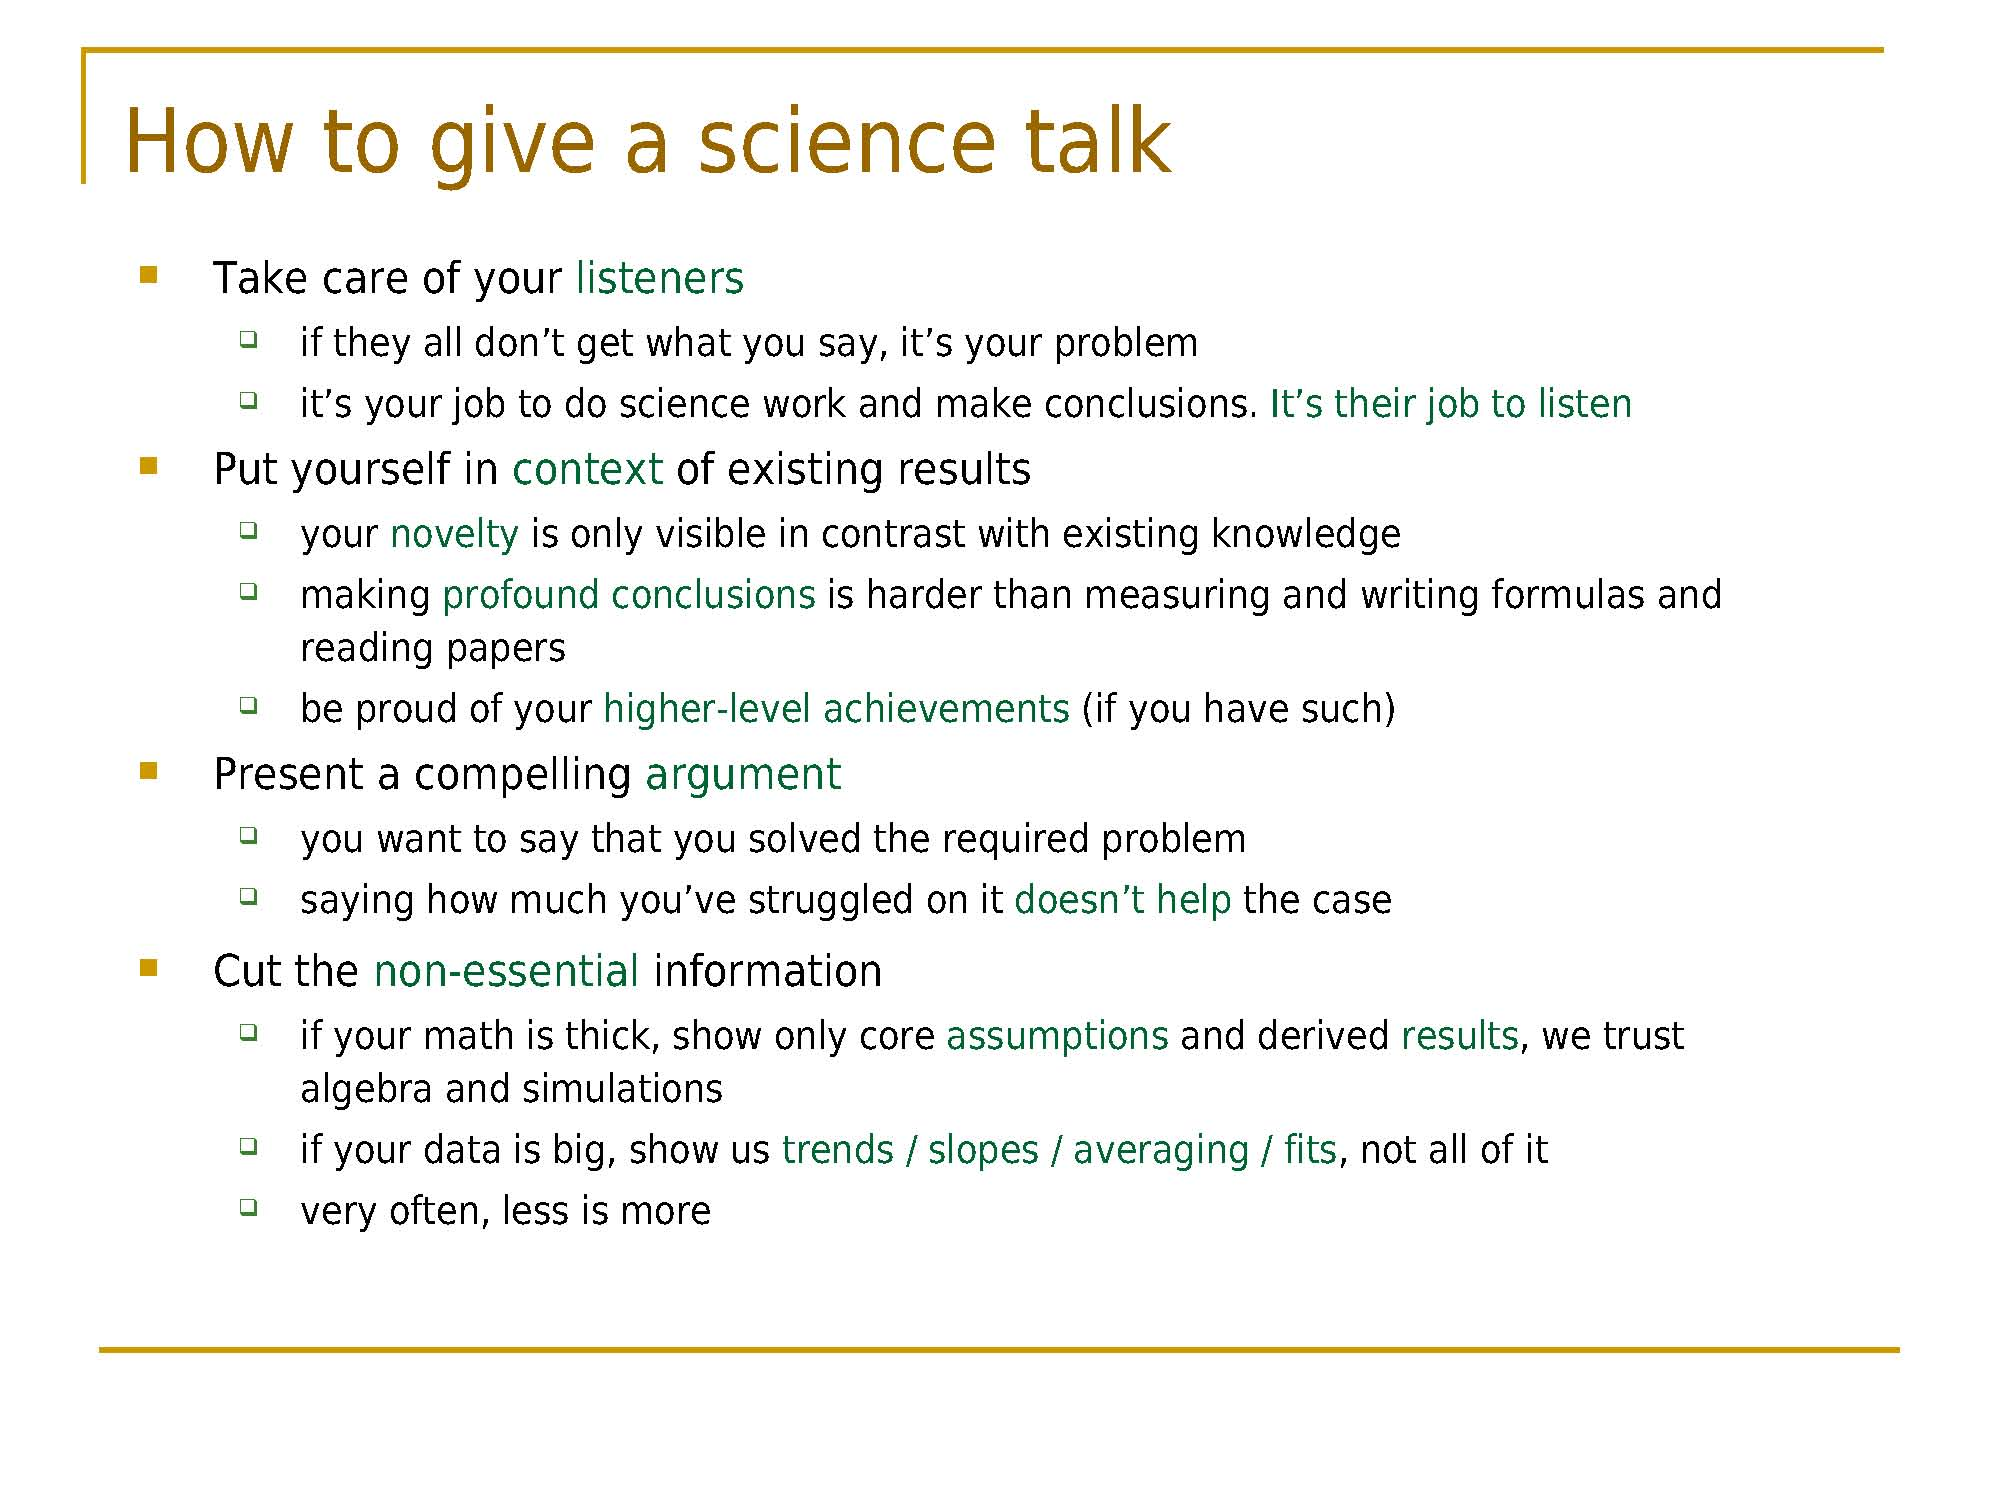 How to give a science talk
Take care of your listeners
if they all don’t get what you say, it’s your problem
it’s your job to do science work and make conclusions. It’s their job to listen
Put yourself in context of existing results
your novelty is only visible in contrast with existing knowledge
making profound conclusions is harder than measuring and writing formulas and
reading papers
be proud of your higher-level achievements (if you have such)
Present a compelling argument
you want to say that you solved the required problem
saying how much you’ve struggled on it doesn’t help the case
Cut the non-essential information
if your math is thick, show only core assumptions and derived results, we trust
algebra and simulations
if your data is big, show us trends / slopes / averaging / fits, not all of it
very often, less is more